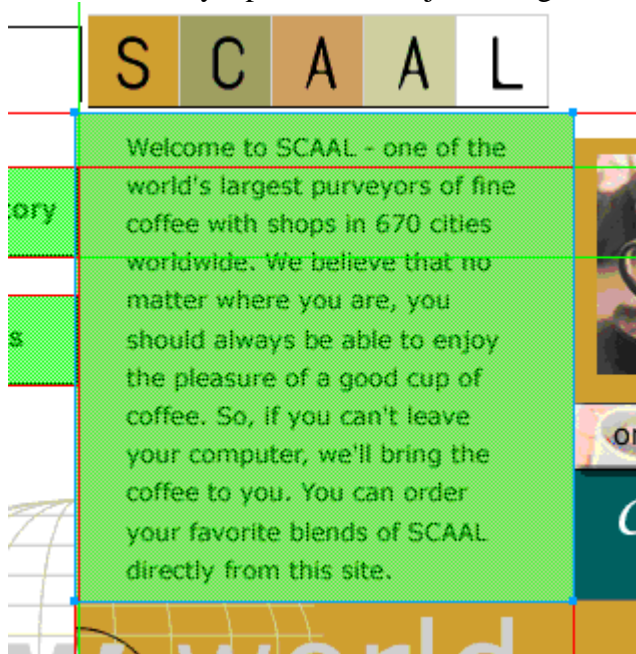 S C A A L
Welcome to SCAAL - one of the
world's largest purveyors of fine
coffee with shops in 670 cities
worldwide. We believe that no
matter where you are, you
should always be able to enjoy
the pleasure of a good cup of
coffee. So, if you can't leave
your computer, we'll bring the
coffee to you. You can order
your favorite blends of SCAAL
directly from this site.
world